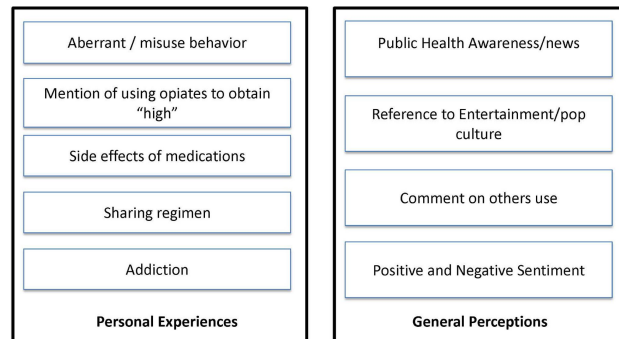 Aberrant / misuse behavior
Mention of using opiates to obtain
“high”
Side effects of medications
Sharing regimen
Addiction
Personal Experiences
Public Health Awareness/news
Reference to Entertainment/pop
culture
Comment on others use
Positive and Negative Sentiment
General Perceptions